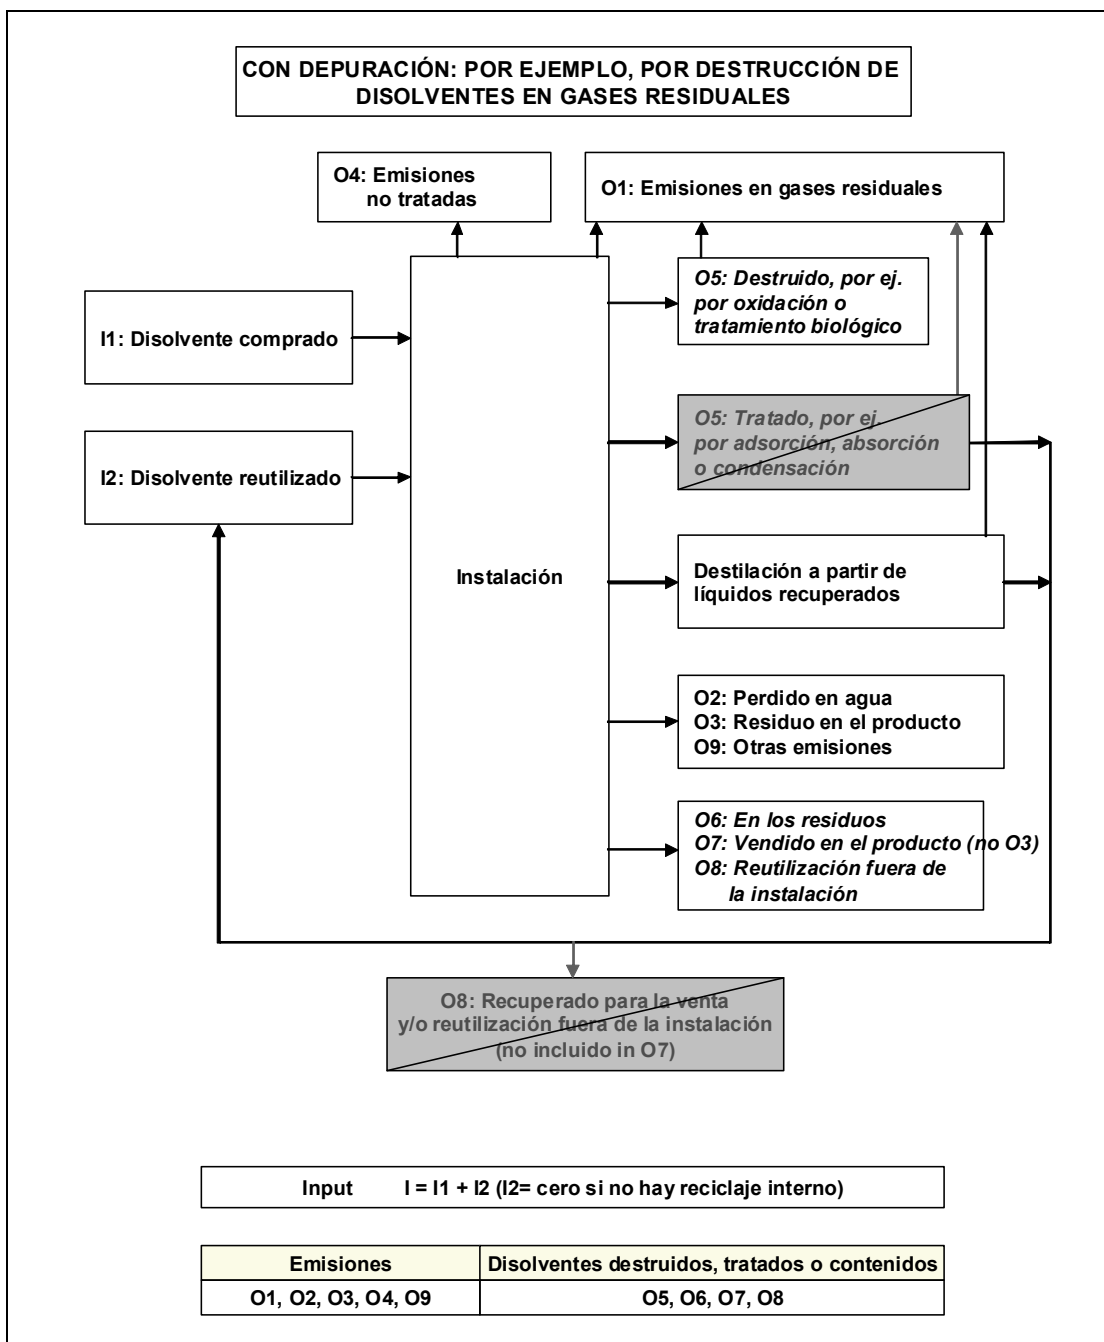 CON DEPURACIÓN: POR EJEMPLO, POR DESTRUCCIÓN DE
DISOLVENTES EN GASES RESIDUALES
O4: Emisiones
no tratadas
O1: Emisiones en gases residuales
O5: Destruido, por ej.
por oxidación o
tratamiento biológico
I1: Disolvente comprado
O5: Tratado, por ej.
por adsorción, absorción
o condensación
I2: Disolvente reutilizado
Instalación
Destilación a partir de
líquidos recuperados
O2: Perdido en agua
O3: Residuo en el producto
O9: Otras emisiones
O6: En los residuos
O7: Vendido en el producto (no O3)
O8: Reutilización fuera de
la instalación
O8: Recuperado para la venta
y/o reutilización fuera de la instalación
(no incluido in O7)
Input I = I1 + I2 (I2= cero si no hay reciclaje interno)
Emisiones Disolventes destruidos, tratados o contenidos
O1, O2, O3, O4, O9 O5, O6, O7, O8